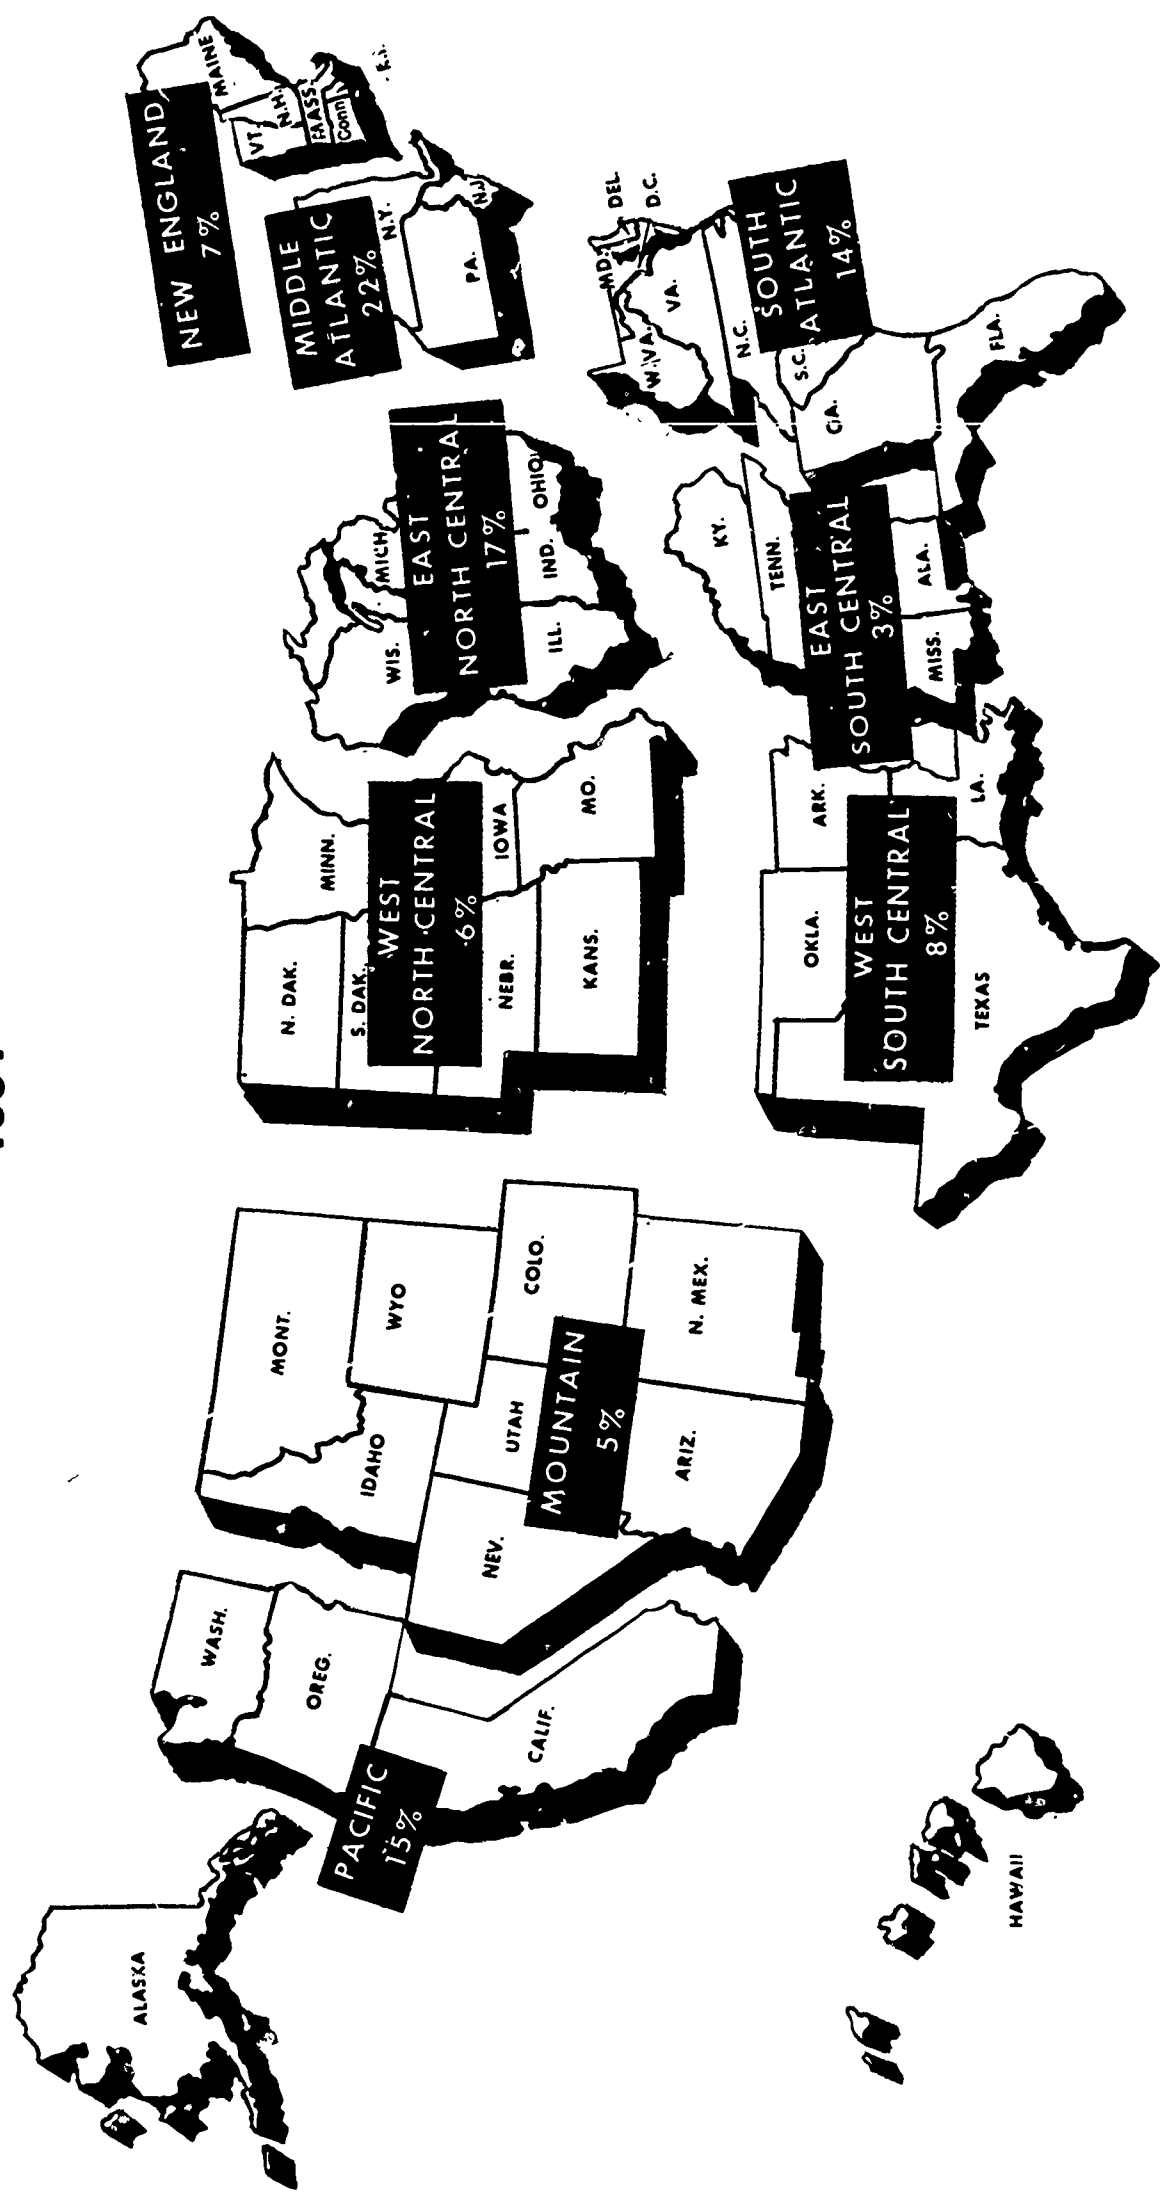 ALASKA
HAWAII
PACIFIC
15%
WASH.
OREG.
CALIF.
MOUNTAIN
5%
MONT.
IDAHO
WYO
NEV.
UTAH
COLO.
ARIZ.
N. MEX.
WEST
NORTH CENTRAL
6%
N. DAK.
S. DAK.
MINN.
NEBR.
IOWA
KANS.
MO.
WEST
SOUTH CENTRAL
8%
OKLA.
ARK.
TEXAS
LA.
EAST
NORTH CENTRAL
17%
WIS.
MICH.
ILL.
IND.
OHIO
EAST
SOUTH CENTRAL
3%
KY.
TENN.
MISS.
ALA.
MIDDLE
ATLANTIC
22%
N.Y.
PA.
N.J.
SOUTH
ATLANTIC
14%
DEL.
MD.
D.C.
W.VA.
VA.
N.C.
S.C.
GA.
FLA.
NEW ENGLAND
7%
MAINE
VT.
N.H.
MASS.
Conn
R.I.